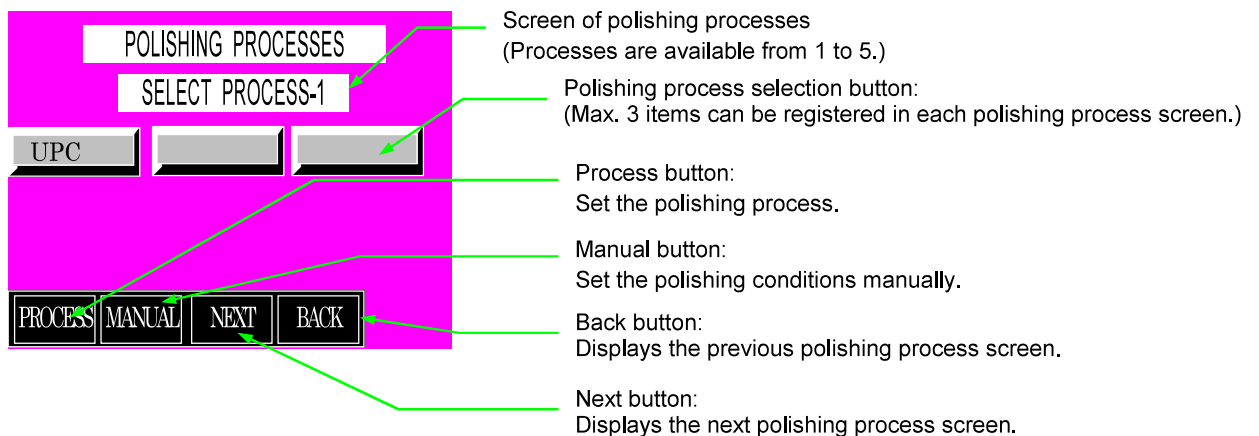 POLISHING PROCESSES
SELECT PROCESS-1
UPC
PROCESS MANUAL NEXT BACK
Screen of polishing processes
(Processes are available from 1 to 5.)
Polishing process selection button:
(Max. 3 items can be registered in each polishing process screen.)
Process button:
Set the polishing process.
Manual button:
Set the polishing conditions manually.
Back button:
Displays the previous polishing process screen.
Next button:
Displays the next polishing process screen.